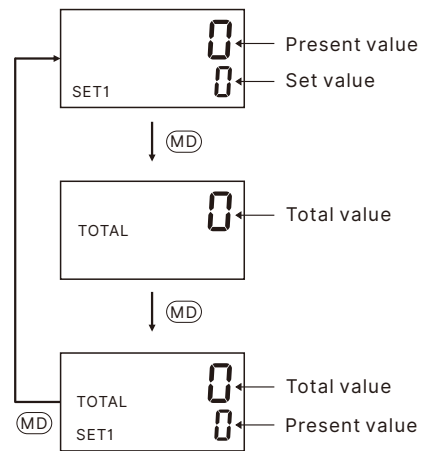 0 Present value
SET1 0 Set value
MD
TOTAL 0 Total value
MD
TOTAL 0 Total value
MD SET1 0 Present value